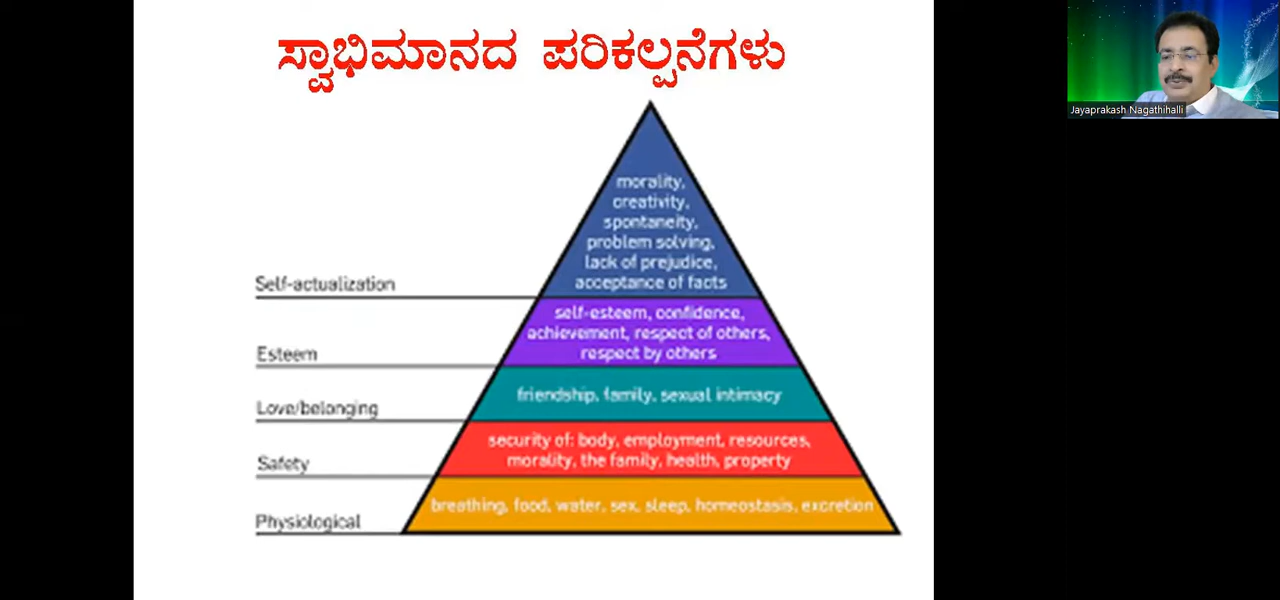 ಸ್ವಾಭಿಮಾನದ ಪರಿಕಲ್ಪನೆಗಳು
Jayaprakash Nagathihalli
morality,
creativity,
spontaneity,
problem solving,
lack of prejudice,
acceptance of facts
Self-actualization
self-esteem, confidence,
achievement, respect of others,
respect by others
Esteem
friendship, family, sexual intimacy
Love/belonging
security of: body, employment, resources,
morality, the family, health, property
Safety
breathing, food, water, sex, sleep, homeostasis, excretion
Physiological